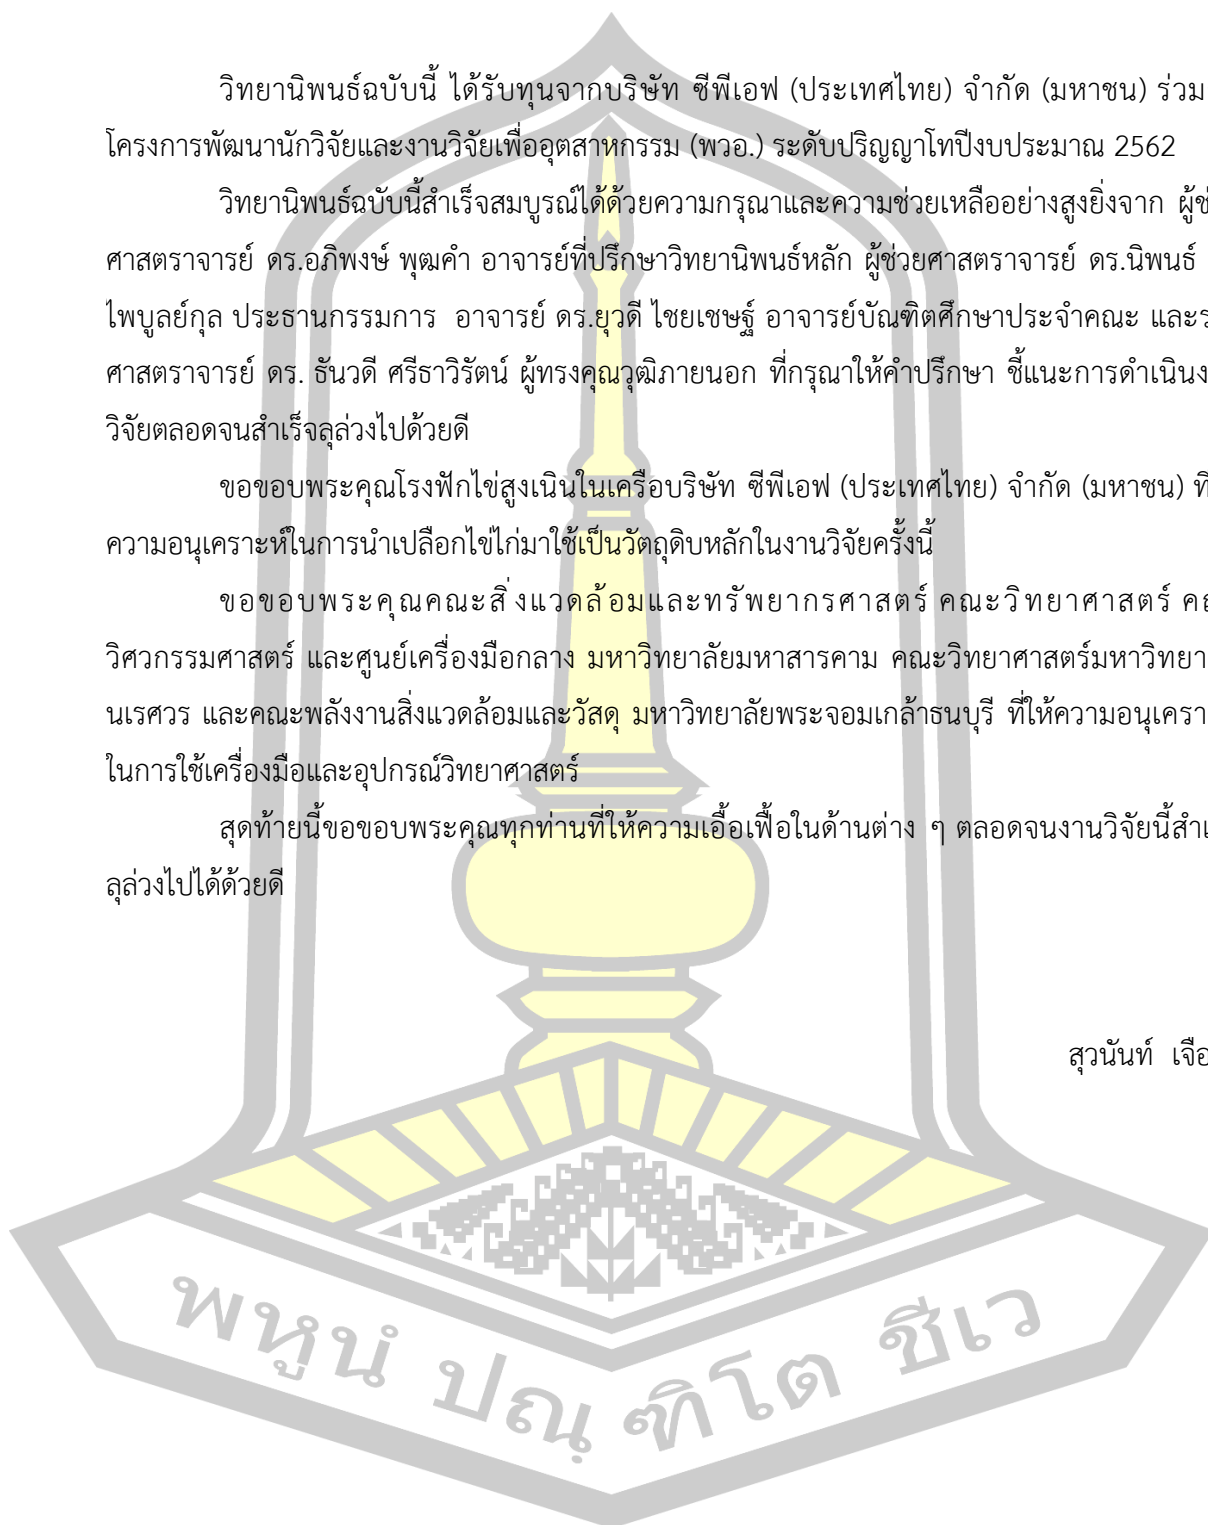 วิทยานิพนธ์ฉบับนี้ ได้รับทุนจากบริษัท ซีพีเอฟ (ประเทศไทย) จำกัด (มหาชน) ร่วม
โครงการพัฒนานักวิจัยและงานวิจัยเพื่ออุตสาหกรรม (พวอ.) ระดับปริญญาโทปีงบประมาณ 2562
วิทยานิพนธ์ฉบับนี้สำเร็จสมบูรณ์ได้ด้วยความกรุณาและความช่วยเหลืออย่างสูงยิ่งจาก ผู้ช
ศาสตราจารย์ ดร.อภิพงษ์ พุฒคำ อาจารย์ที่ปรึกษาวิทยานิพนธ์หลัก ผู้ช่วยศาสตราจารย์ ดร.นิพนธ์
ไพบูลย์กุล ประธานกรรมการ อาจารย์ ดร.ยุวดี ไชยเชษฐ์ อาจารย์บัณฑิตศึกษาประจำคณะ และร
ศาสตราจารย์ ดร. ธันวดี ศรีธาวิรัตน์ ผู้ทรงคุณวุฒิภายนอก ที่กรุณาให้คำปรึกษา ชี้แนะการดำเนินง
วิจัยตลอดจนสำเร็จลุล่วงไปด้วยดี
ขอขอบพระคุณโรงฟักไข่สูงเนินในเครือบริษัท ซีพีเอฟ (ประเทศไทย) จำกัด (มหาชน) ที
ความอนุเคราะห์ในการนำเปลือกไข่ไก่มาใช้เป็นวัตถุดิบหลักในงานวิจัยครั้งนี้
ขอขอบพระคุณคณะสิ่งแวดล้อมและทรัพยากรศาสตร์ คณะวิทยาศาสตร์ คณ
วิศวกรรมศาสตร์ และศูนย์เครื่องมือกลาง มหาวิทยาลัยมหาสารคาม คณะวิทยาศาสตร์มหาวิทยา
นเรศวร และคณะพลังงานสิ่งแวดล้อมและวัสดุ มหาวิทยาลัยพระจอมเกล้าธนบุรี ที่ให้ความอนุเครา
ในการใช้เครื่องมือและอุปกรณ์วิทยาศาสตร์
สุดท้ายนี้ขอขอบพระคุณทุกท่านที่ให้ความเอื้อเฟื้อในด้านต่าง ๆ ตลอดจนงานวิจัยนี้สำเ
ลุล่วงไปได้ด้วยดี
สุวนันท์ เจือ
พหูนํ ปณฺฑิโต ชีเว